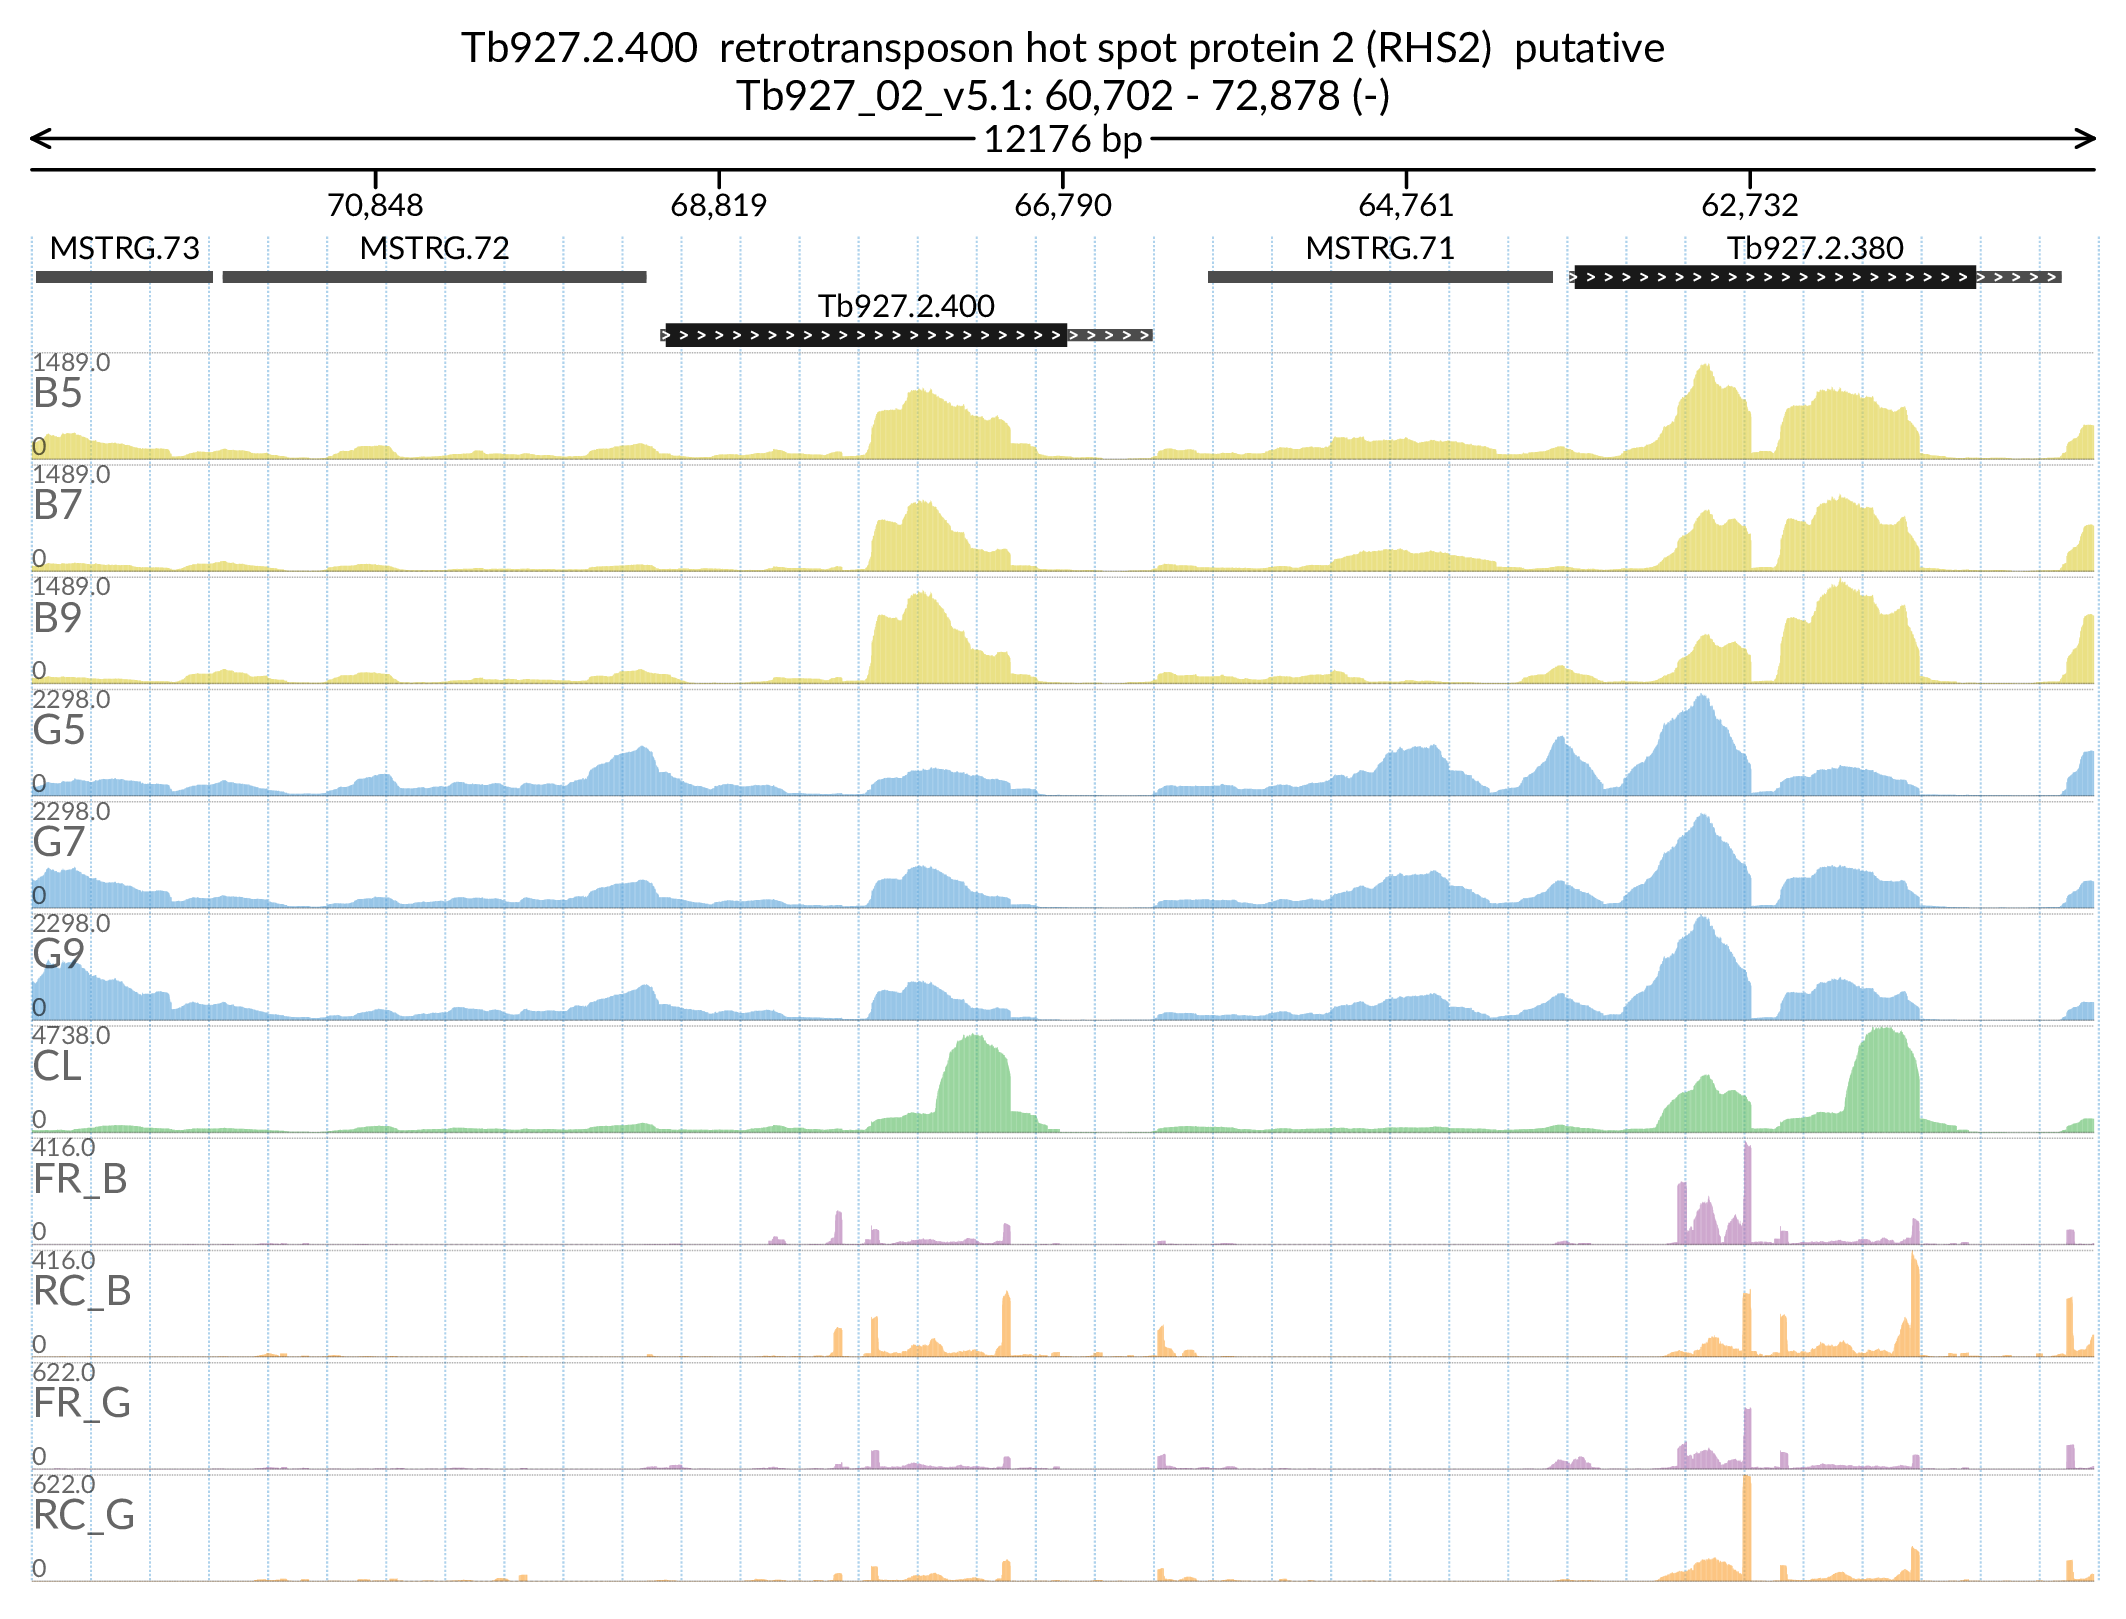 Tb927.2.400  retrotransposon hot spot protein 2 (RHS2)  putative
Tb927_02_v5.1: 60,702 - 72,878 (-)
12176 bp
70,848 68,819 66,790 64,761 62,732
MSTRG.73 MSTRG.72 MSTRG.71 Tb927.2.380
Tb927.2.400
1489.0
B5
0
1489.0
B7
0
1489.0
B9
0
2298.0
G5
0
2298.0
G7
0
2298.0
G9
0
4738.0
CL
0
416.0
FR_B
0
416.0
RC_B
0
622.0
FR_G
0
622.0
RC_G
0